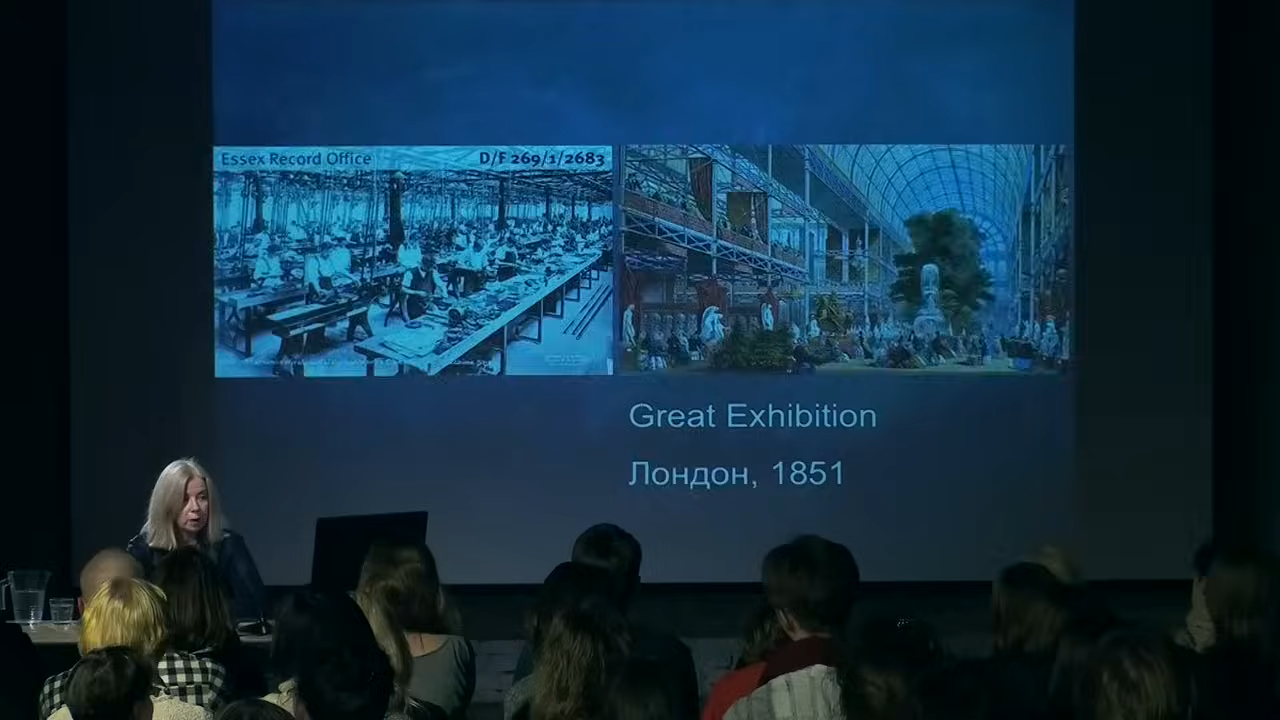 Essex Record Office
D/F 269/1/2683
Great Exhibition
Лондон, 1851